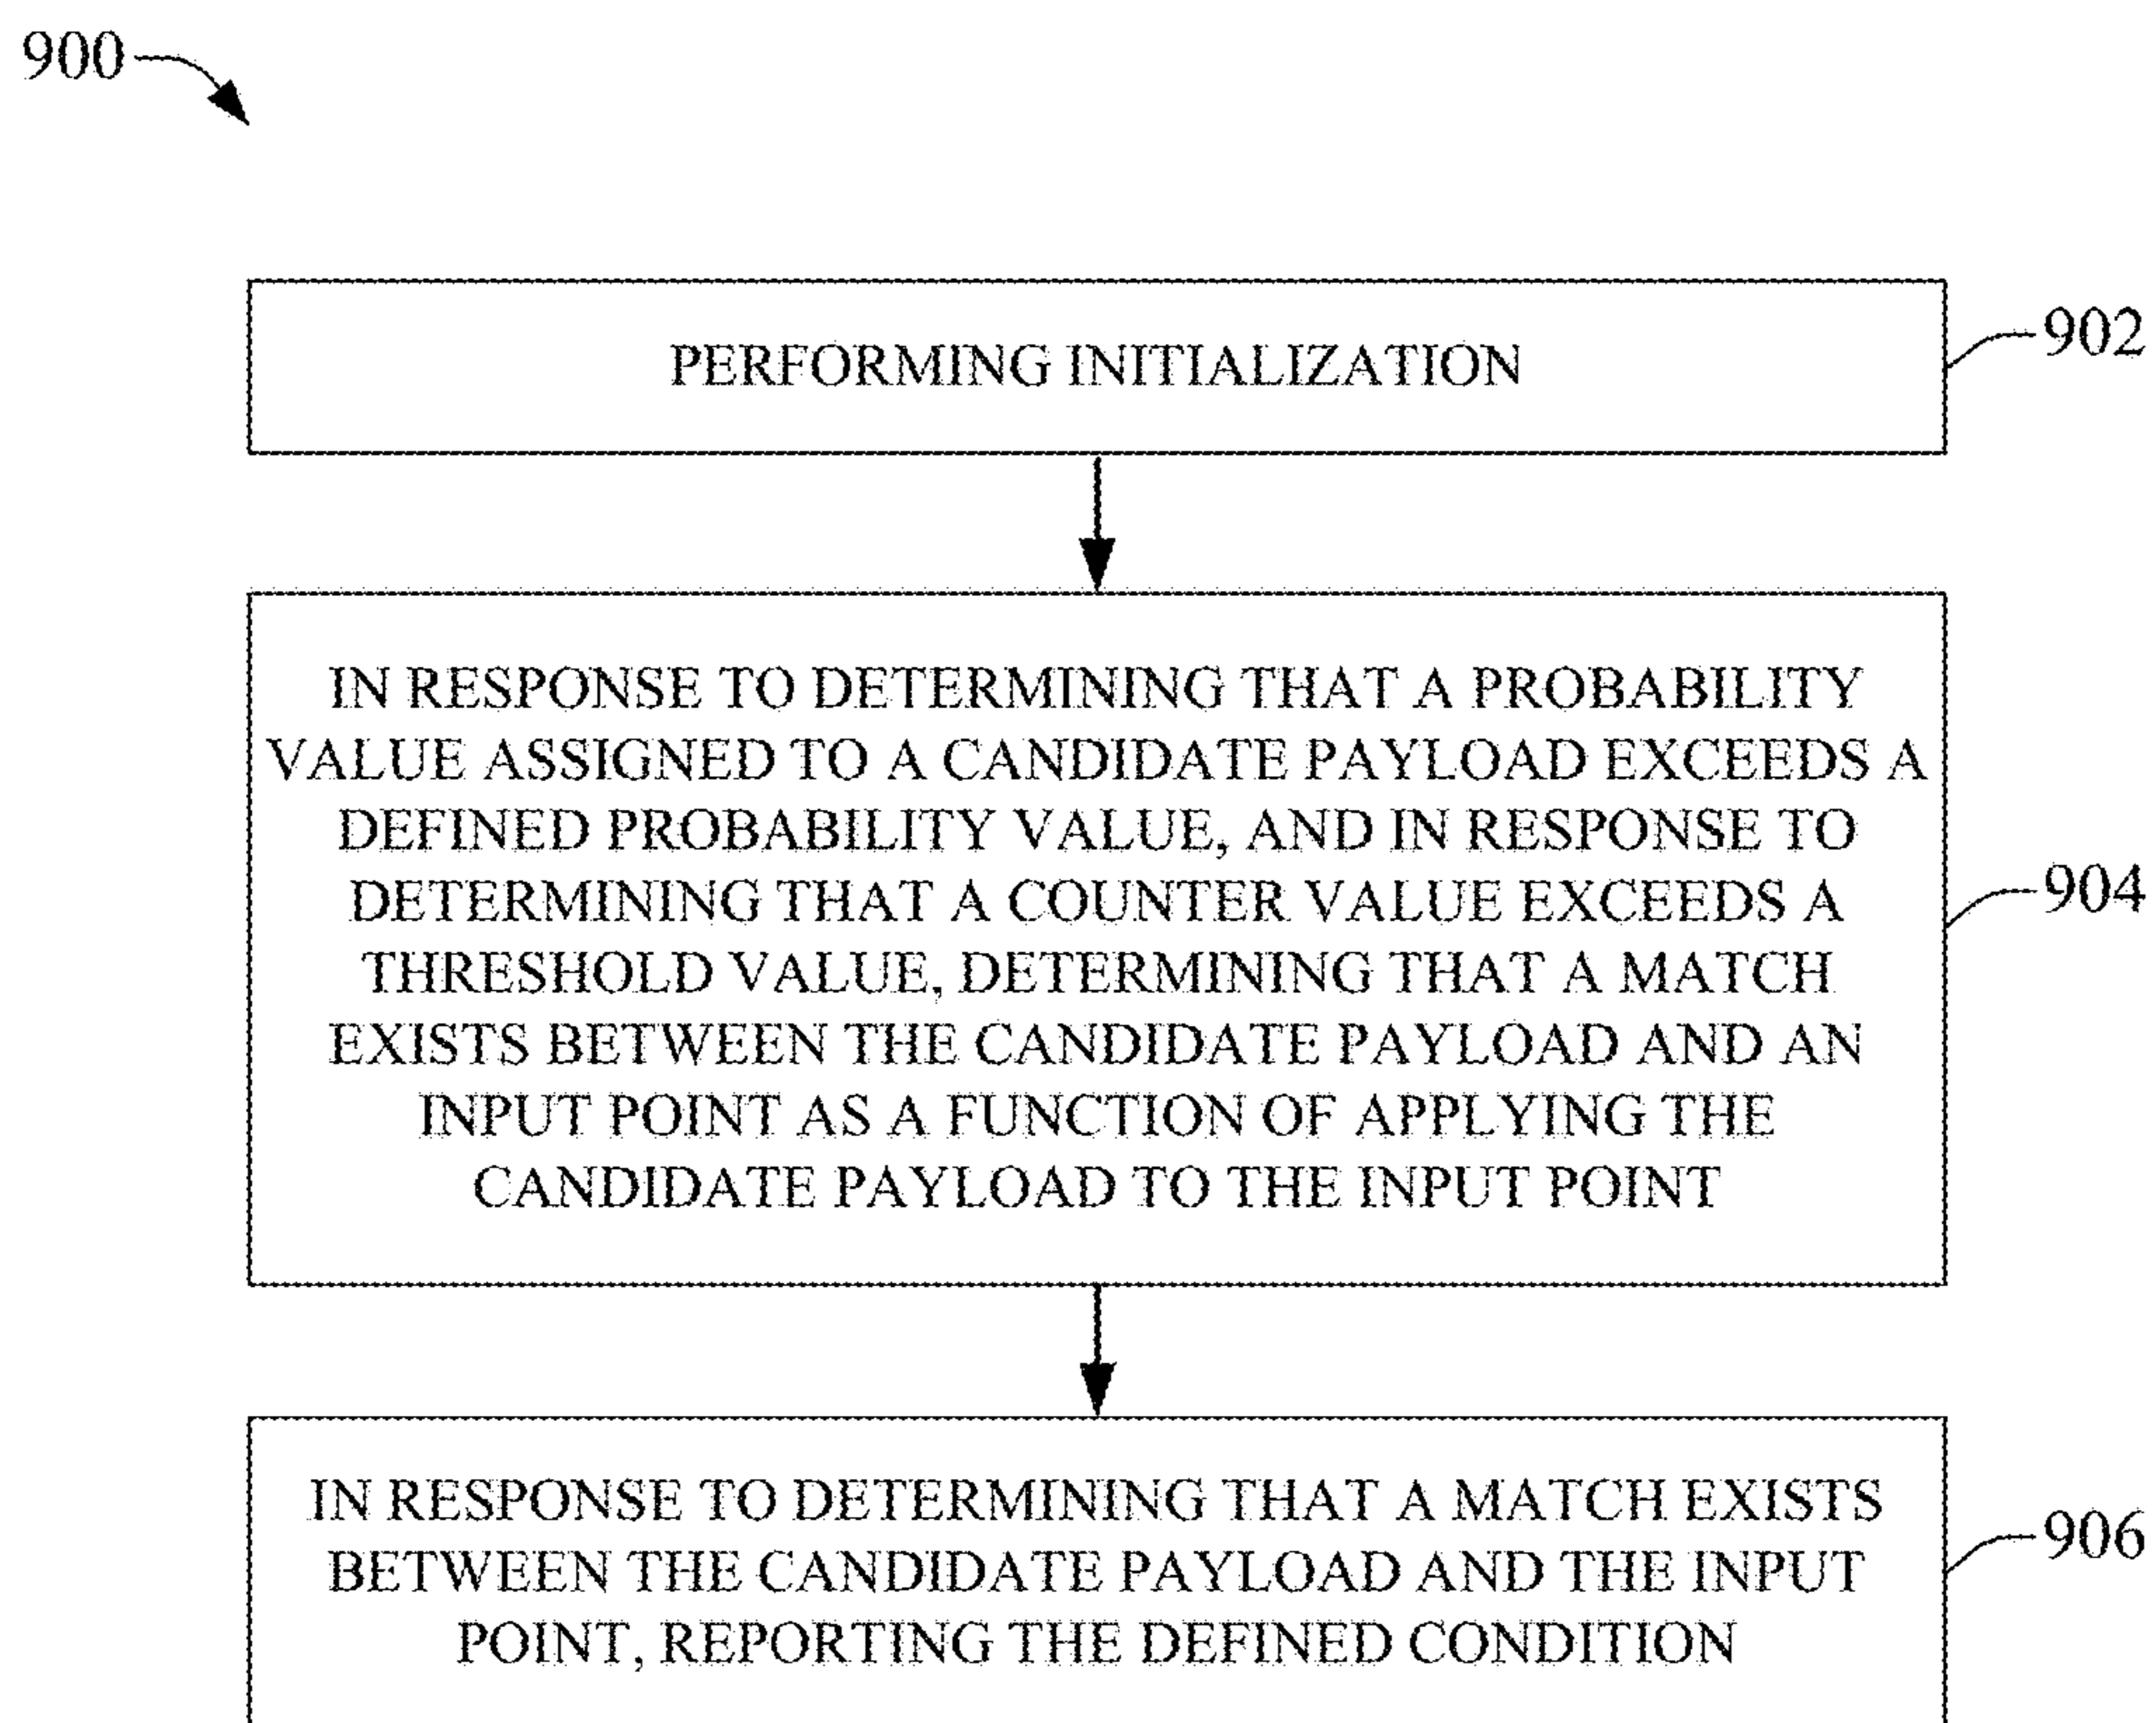 900
PERFORMING INITIALIZATION
902
IN RESPONSE TO DETERMINING THAT A PROBABILITY
VALUE ASSIGNED TO A CANDIDATE PAYLOAD EXCEEDS A
DEFINED PROBABILITY VALUE, AND IN RESPONSE TO
DETERMINING THAT A COUNTER VALUE EXCEEDS A
THRESHOLD VALUE, DETERMINING THAT A MATCH
EXISTS BETWEEN THE CANDIDATE PAYLOAD AND AN
INPUT POINT AS A FUNCTION OF APPLYING THE
CANDIDATE PAYLOAD TO THE INPUT POINT
904
IN RESPONSE TO DETERMINING THAT A MATCH EXISTS
BETWEEN THE CANDIDATE PAYLOAD AND THE INPUT
POINT, REPORTING THE DEFINED CONDITION
906